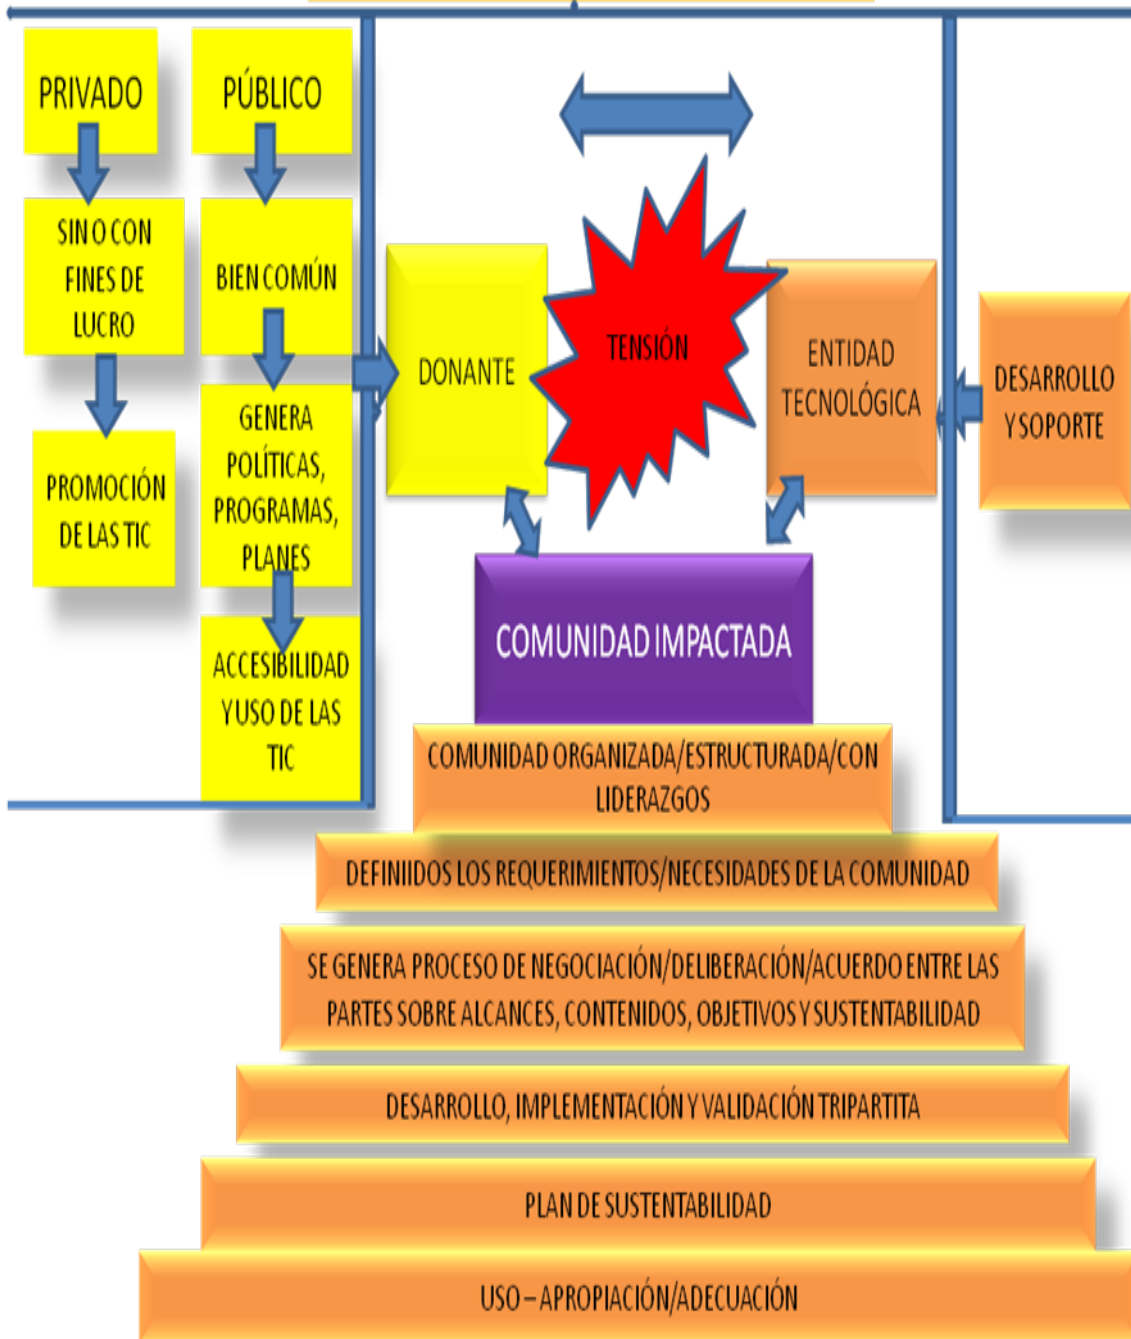 PRIVADO
SIN O CON
FINES DE
LUCRO
PROMOCIÓN
DE LAS TIC
PÚBLICO
BIEN COMÚN
GENERA
POLÍTICAS,
PROGRAMAS,
PLANES
ACCESIBILIDAD
Y USO DE LAS
TIC
DONANTE
TENSIÓN
ENTIDAD
TECNOLÓGICA
DESARROLLO
Y SOPORTE
COMUNIDAD IMPACTADA
COMUNIDAD ORGANIZADA/ESTRUCTURADA/CON
LIDERAZGOS
DEFINIIDOS LOS REQUERIMIENTOS/NECESIDADES DE LA COMUNIDAD
SE GENERA PROCESO DE NEGOCIACIÓN/DELIBERACIÓN/ACUERDO ENTRE LAS
PARTES SOBRE ALCANCES, CONTENIDOS, OBJETIVOS Y SUSTENTABILIDAD
DESARROLLO, IMPLEMENTACIÓN Y VALIDACIÓN TRIPARTITA
PLAN DE SUSTENTABILIDAD
USO – APROPIACIÓN/ADECUACIÓN